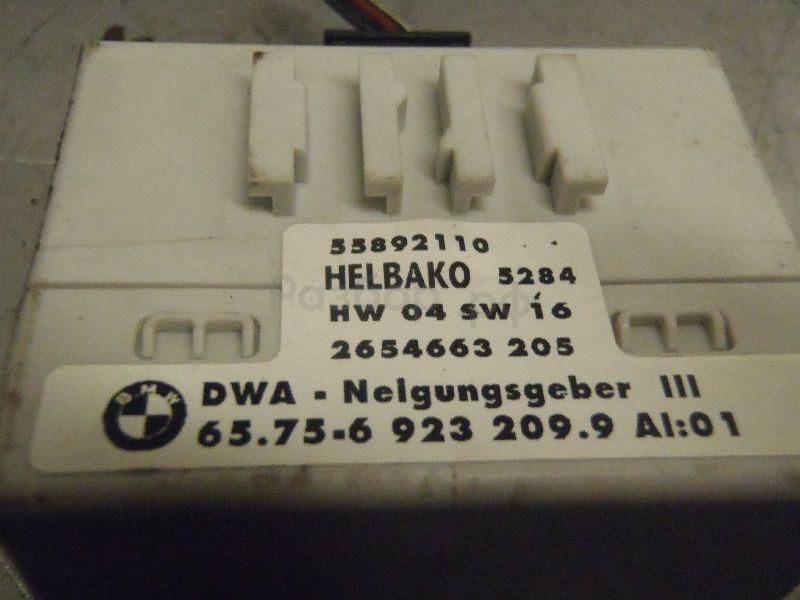 55892110
HELBAKO 5284
HW 04 SW 16
2654663 205
BMW
DWA - Neigungsgeber III
65.75-6 923 209.9 AI:01